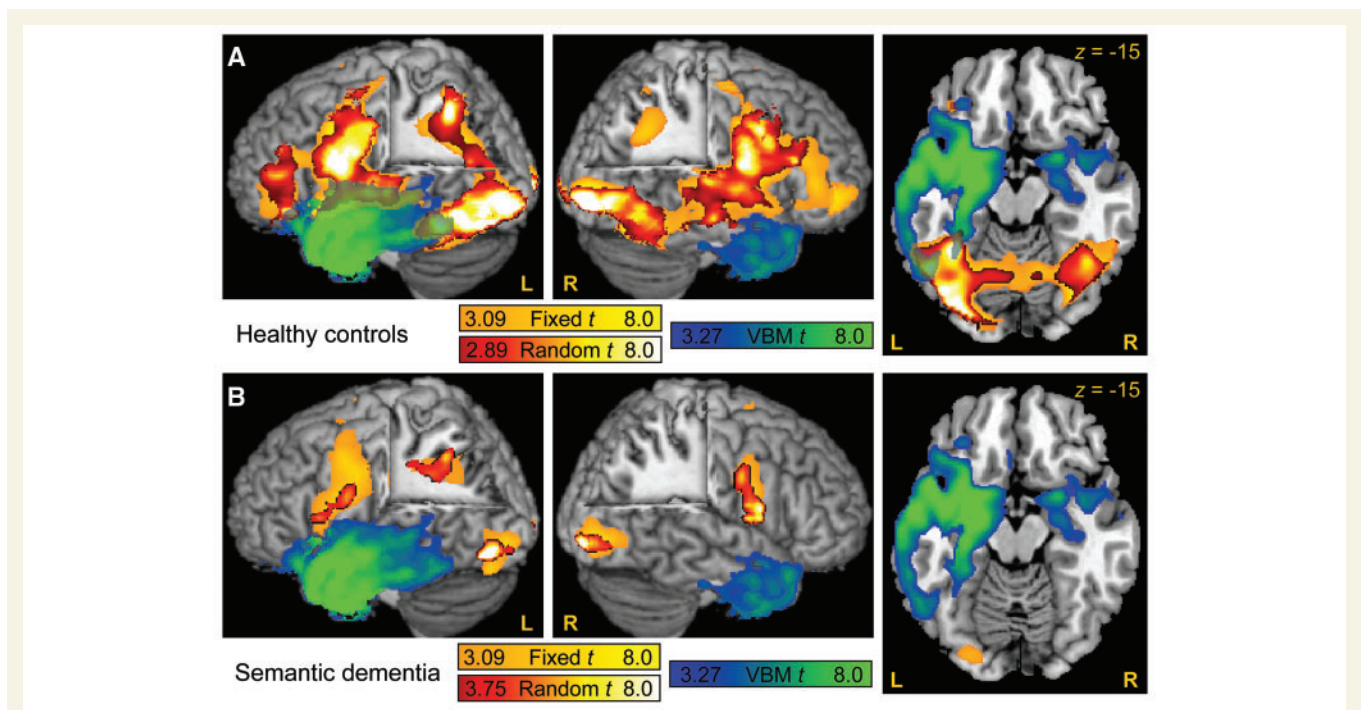 A
z = -15
L
R
L
R
Healthy controls
3.09 Fixed t 8.0
2.89 Random t 8.0
3.27 VBM t 8.0
B
z = -15
L
R
L
R
Semantic dementia
3.09 Fixed t 8.0
3.75 Random t 8.0
3.27 VBM t 8.0